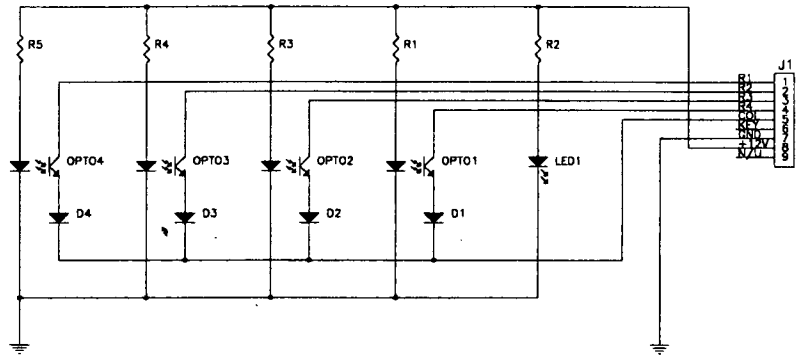 R5 R4 R3 R1 R2
J1
R1 1
R2 2
R3 3
R4 4
COL 5
KEY 6
GND 7
+12V 8
N/U 9
OPTO4 OPTO3 OPTO2 OPTO1 LED1
D4 D3 D2 D1